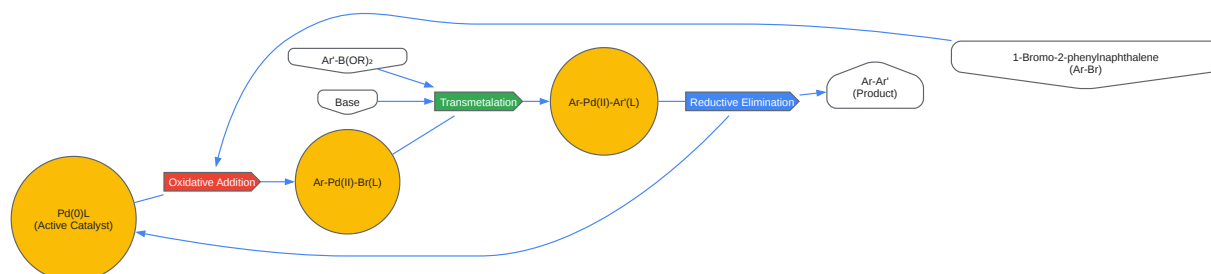 Ar'-B(OR)₂
1-Bromo-2-phenylnaphthalene
(Ar-Br)
Ar-Ar'
(Product)
Base
Transmetalation
Ar-Pd(II)-Ar'(L)
Reductive Elimination
Oxidative Addition
Ar-Pd(II)-Br(L)
Pd(0)L
(Active Catalyst)